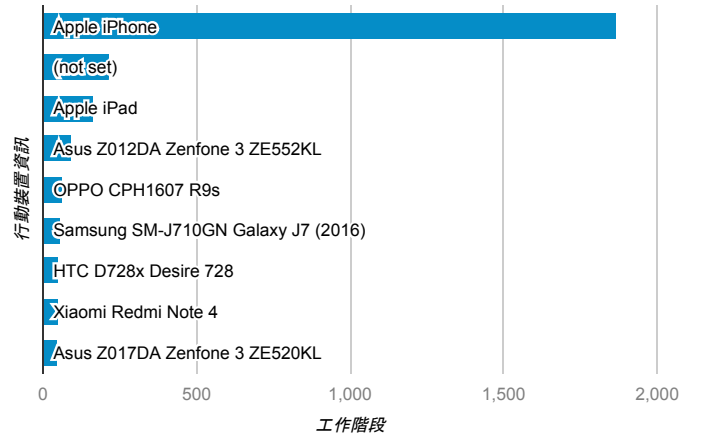 Apple iPhone
(not set)
Apple iPad
Asus Z012DA Zenfone 3 ZE552KL
OPPO CPH1607 R9s
Samsung SM-J710GN Galaxy J7 (2016)
HTC D728x Desire 728
Xiaomi Redmi Note 4
Asus Z017DA Zenfone 3 ZE520KL
行動裝置資訊
0 500 1,000 1,500 2,000
工作階段